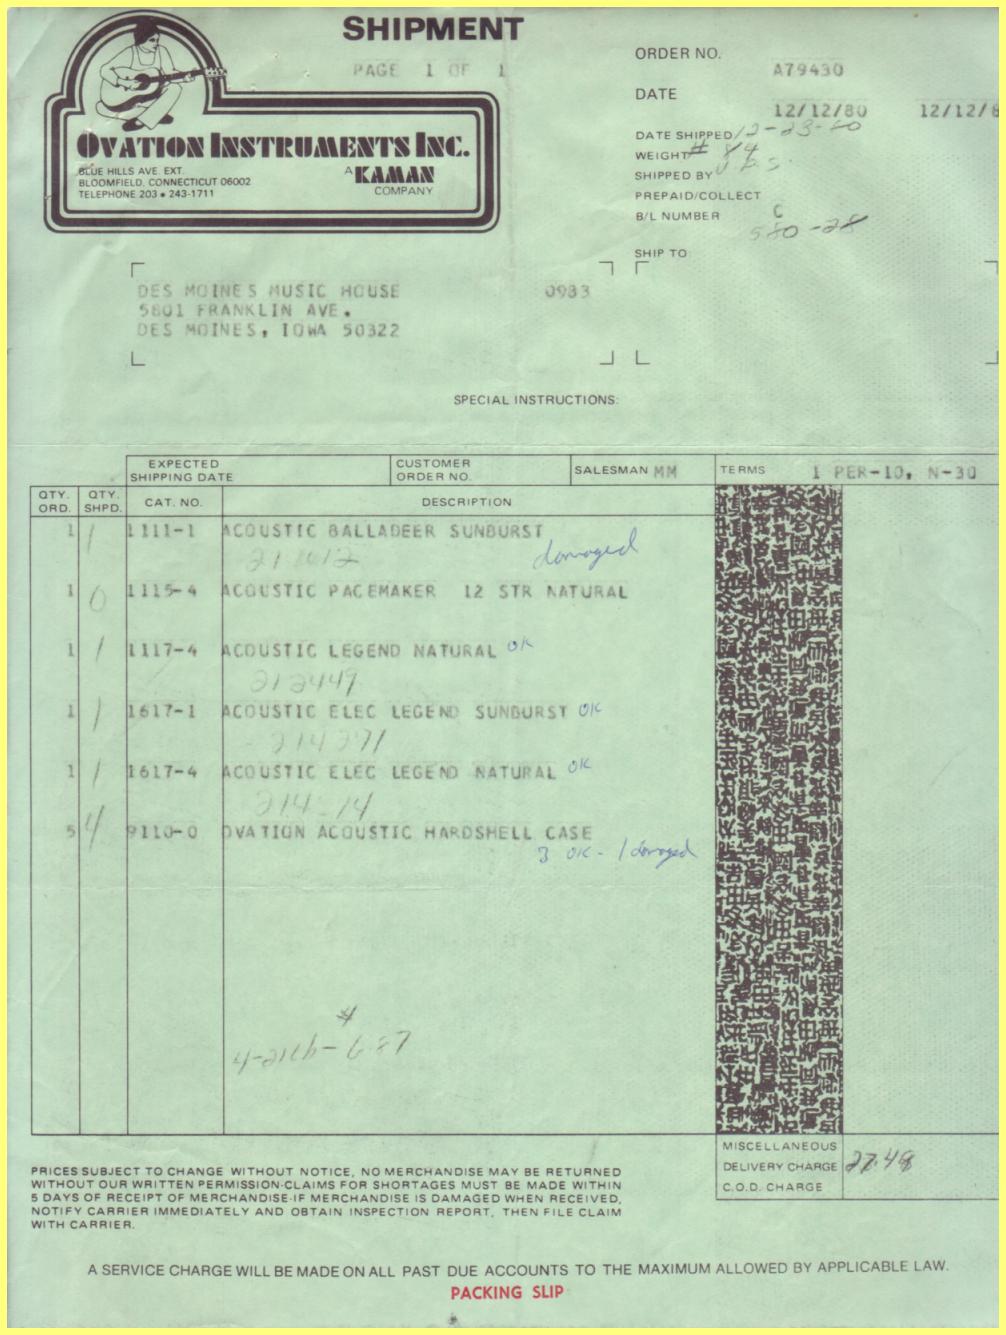 SHIPMENT
PAGE 1 OF 1
OVATION INSTRUMENTS INC.
BLUE HILLS AVE. EXT.
BLOOMFIELD, CONNECTICUT 06002
TELEPHONE 203 • 243-1711
A KAMAN COMPANY
ORDER NO.
A79430
DATE
12/12/80 12/12/8
DATE SHIPPED 12-23-80
WEIGHT # 84
SHIPPED BY U.P.S.
PREPAID/COLLECT
B/L NUMBER C
580-28
SHIP TO
DES MOINES MUSIC HOUSE 0983
5801 FRANKLIN AVE.
DES MOINES, IOWA 50322
SPECIAL INSTRUCTIONS:
EXPECTED SHIPPING DATE CUSTOMER ORDER NO. SALESMAN MM TERMS 1 PER-10, N-30
QTY. ORD. QTY. SHPD. CAT. NO. DESCRIPTION
1 1 1111-1 ACOUSTIC BALLADEER SUNBURST
damaged
1 0 1115-4 ACOUSTIC PACEMAKER 12 STR NATURAL
1 1 1117-4 ACOUSTIC LEGEND NATURAL OK
212449
1 1 1617-1 ACOUSTIC ELEC LEGEND SUNBURST OK
214271
1 1 1617-4 ACOUSTIC ELEC LEGEND NATURAL OK
5 4 9110-0 OVATION ACOUSTIC HARDSHELL CASE
3 OK - 1 damaged
MISCELLANEOUS
DELIVERY CHARGE 27.48
C.O.D. CHARGE
PRICES SUBJECT TO CHANGE WITHOUT NOTICE, NO MERCHANDISE MAY BE RETURNED
WITHOUT OUR WRITTEN PERMISSION-CLAIMS FOR SHORTAGES MUST BE MADE WITHIN
5 DAYS OF RECEIPT OF MERCHANDISE-IF MERCHANDISE IS DAMAGED WHEN RECEIVED,
NOTIFY CARRIER IMMEDIATELY AND OBTAIN INSPECTION REPORT, THEN FILE CLAIM
WITH CARRIER.
A SERVICE CHARGE WILL BE MADE ON ALL PAST DUE ACCOUNTS TO THE MAXIMUM ALLOWED BY APPLICABLE LAW.
PACKING SLIP